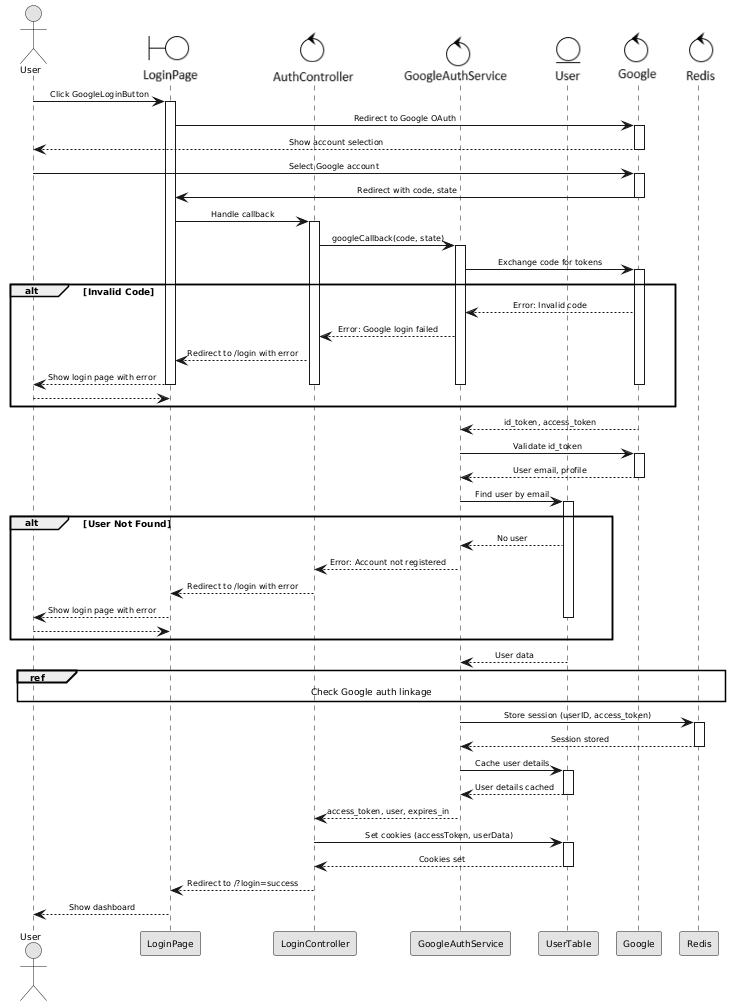 User
LoginPage
AuthController
GoogleAuthService
User
Google
Redis
Click GoogleLoginButton
Redirect to Google OAuth
Show account selection
Select Google account
Redirect with code, state
Handle callback
googleCallback(code, state)
Exchange code for tokens
alt
[Invalid Code]
Error: Invalid code
Error: Google login failed
Redirect to /login with error
Show login page with error
id_token, access_token
Validate id_token
User email, profile
Find user by email
alt
[User Not Found]
No user
Error: Account not registered
Redirect to /login with error
Show login page with error
User data
ref
Check Google auth linkage
Store session (userID, access_token)
Session stored
Cache user details
User details cached
access_token, user, expires_in
Set cookies (accessToken, userData)
Cookies set
Redirect to /?login=success
Show dashboard
User
LoginPage
LoginController
GoogleAuthService
UserTable
Google
Redis